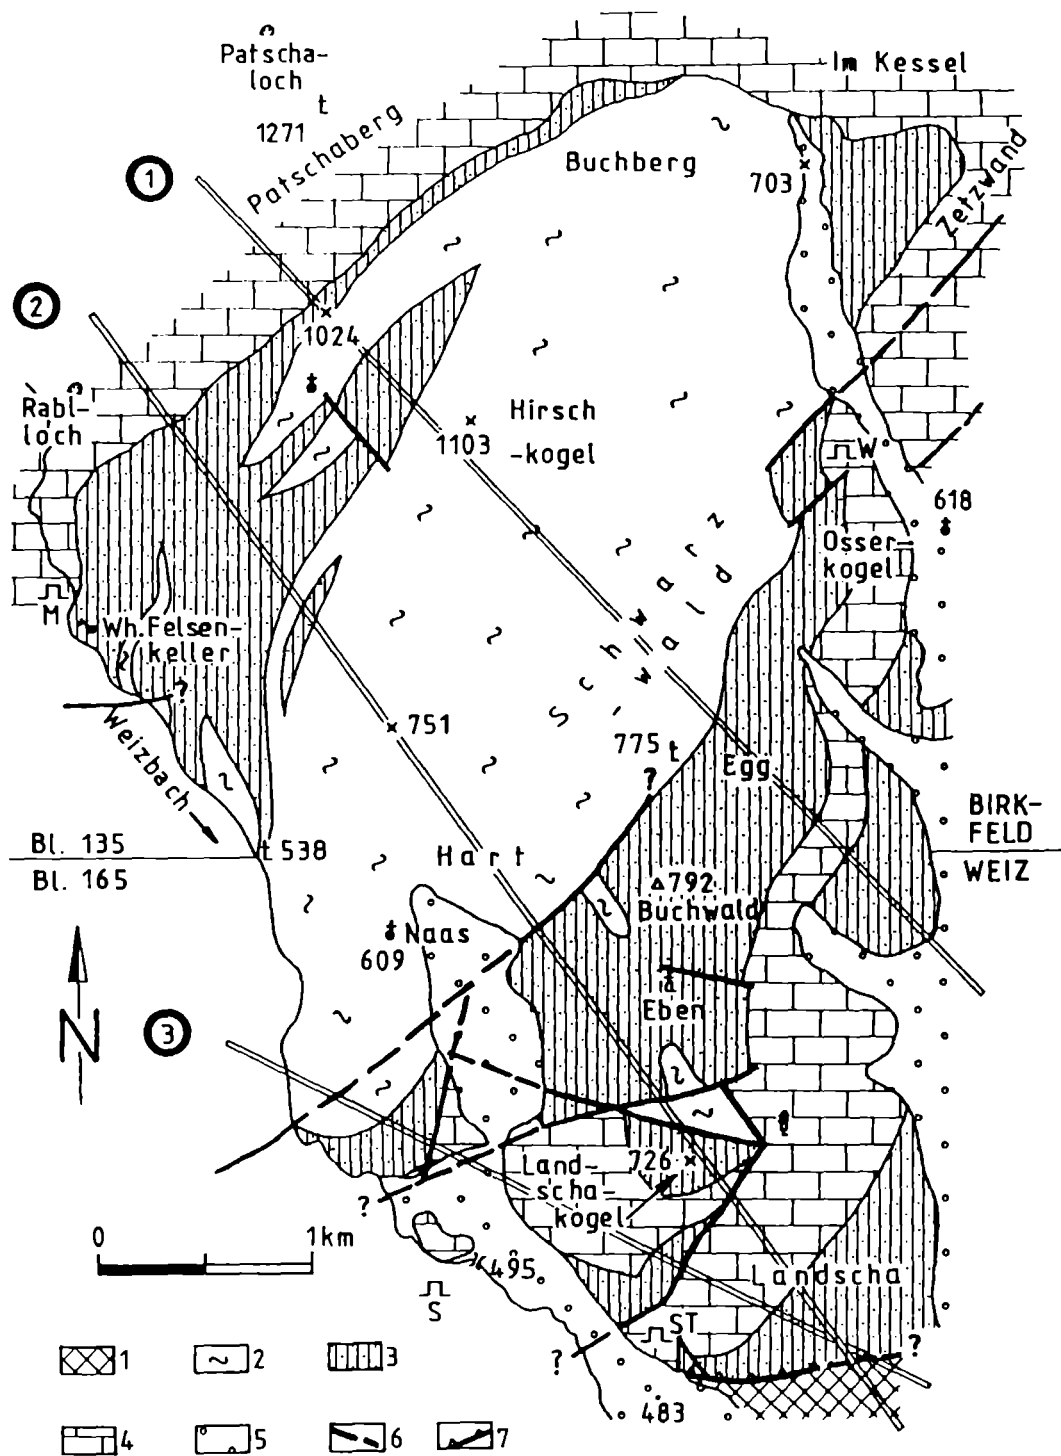 Patscha-
loch
t
1271
Patschaberg
Im Kessel
Buchberg
703
Zetzwand
1
2
1024
Rabl-
loch
Hirsch
-kogel
1103
W
618
Osser-
kogel
M
Wh. Felsen-
keller
?
Schwarz
-wald
751
775 t
?
Egg
Weizbach
Bl. 135
Bl. 165
t 538
BIRK-
FELD
WEIZ
Hart
792
Buchwald
Naas
609
N
3
Eben
Land-
scha-
kogel
726
?
0
1km
495
S
Landscha
ST
?
?
483
1
2
3
4
5
6
7